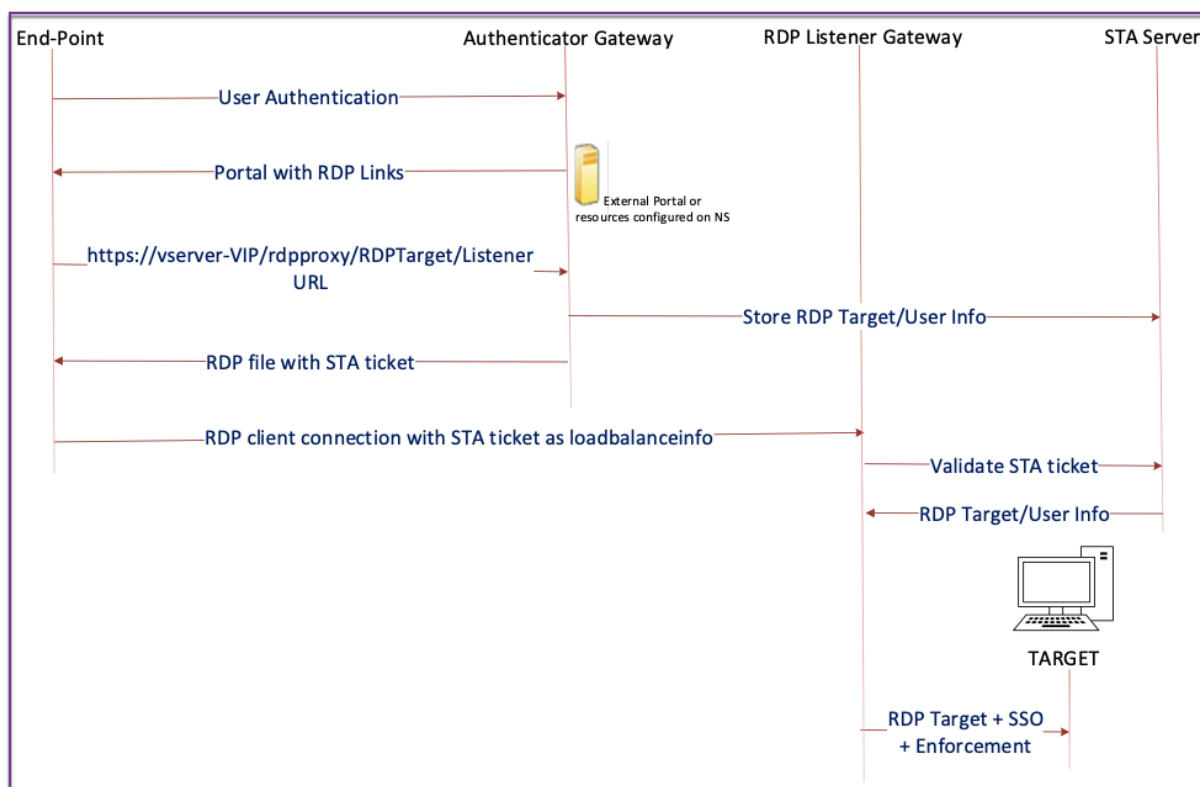 End-Point
Authenticator Gateway
RDP Listener Gateway
STA Server
User Authentication
Portal with RDP Links
External Portal or
resources configured on NS
https://vserver-VIP/rdpproxy/RDPTarget/Listener
URL
Store RDP Target/User Info
RDP file with STA ticket
RDP client connection with STA ticket as loadbalanceinfo
Validate STA ticket
RDP Target/User Info
TARGET
RDP Target + SSO
+ Enforcement